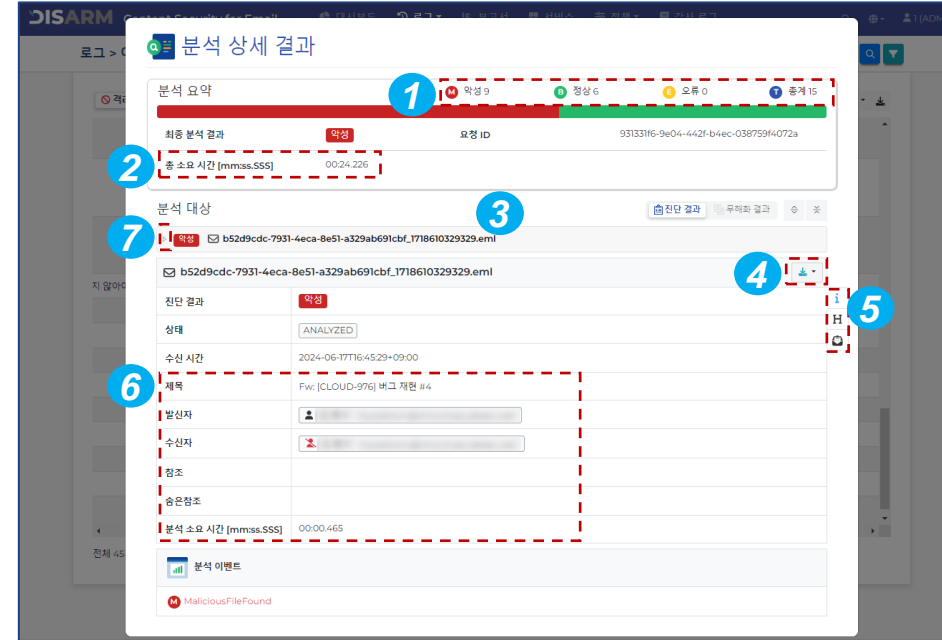 DISARM Content Security for Email 대시보드 로그 보고서 서비스 정책 감사 로그 1 (ADM
로그 >
분석 상세 결과
격리
분석 요약 1 M 악성 9 B 정상 6 E 오류 0 T 총계 15
최종 분석 결과 악성 요청 ID 931331f6-9e04-442f-b4ec-038759f4072a
2 총 소요 시간 [mm:ss.SSS] 00:24.226
분석 대상 3 진단 결과 무해화 결과
7 악성 b52d9cdc-7931-4eca-8e51-a329ab691cbf_1718610329329.eml
b52d9cdc-7931-4eca-8e51-a329ab691cbf_1718610329329.eml 4
지 않아
진단 결과 악성 i 5
상태 ANALYZED H
수신 시간 2024-06-17T16:45:29+09:00
6 제목 Fw: [CLOUD-976] 버그 재현 #4
발신자
수신자
참조
숨은참조
분석 소요 시간 [mm:ss.SSS] 00:00.465
전체 45
분석 이벤트
M MaliciousFileFound